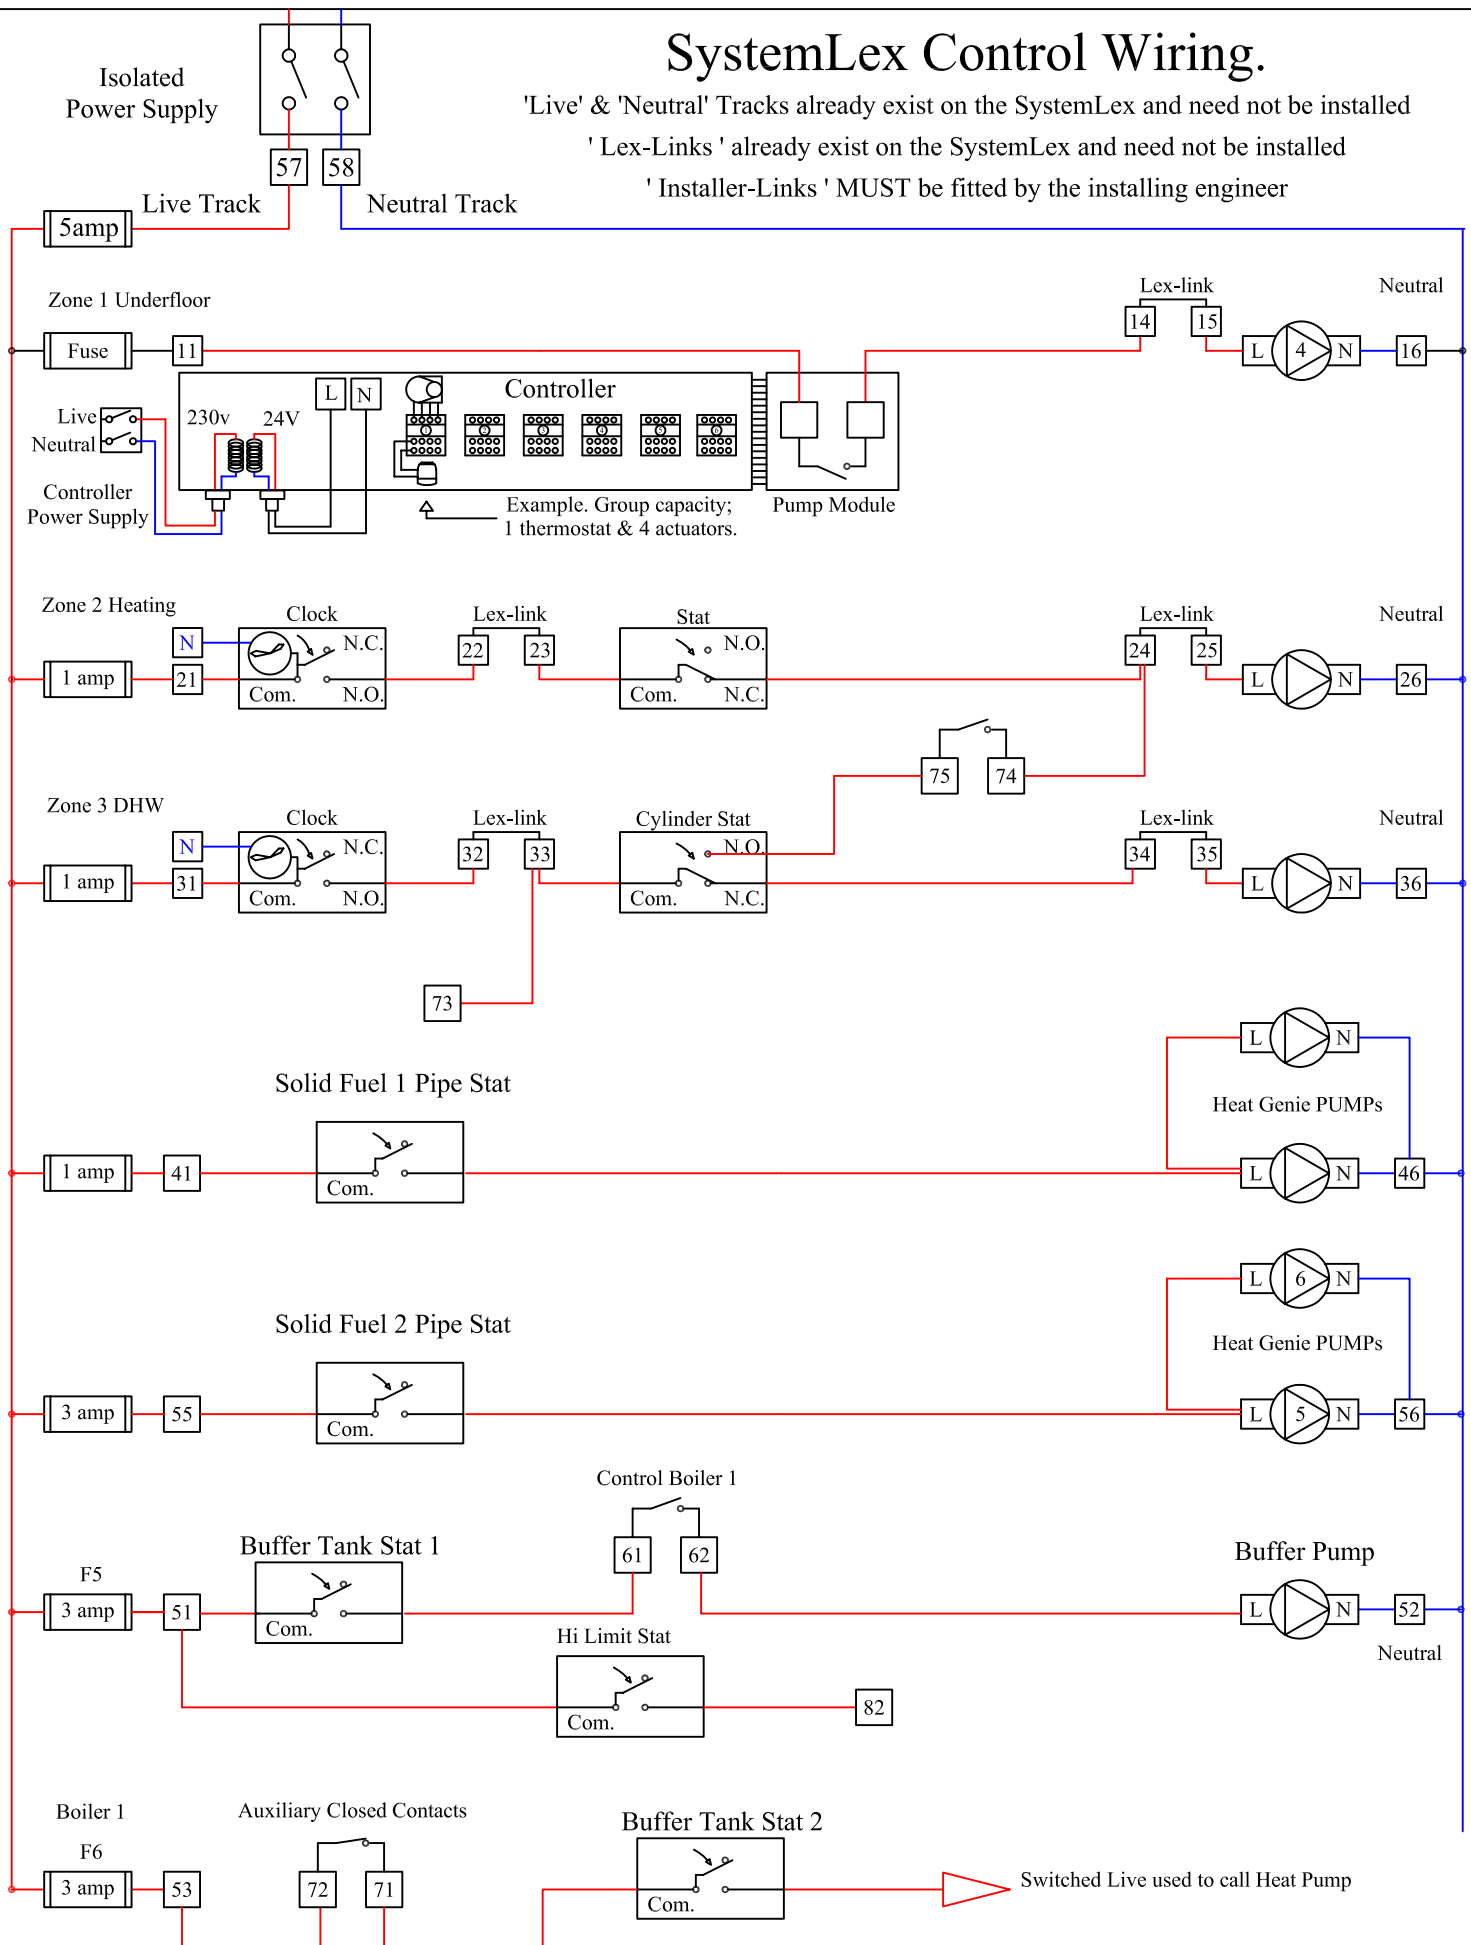 SystemLex Control Wiring.
Isolated
Power Supply
'Live' & 'Neutral' Tracks already exist on the SystemLex and need not be installed
' Lex-Links ' already exist on the SystemLex and need not be installed
' Installer-Links ' MUST be fitted by the installing engineer
57 58
Live Track Neutral Track
5amp
Zone 1 Underfloor Lex-link Neutral
14 15
Fuse 11 L 4 N 16
Controller
L N
Live 230v 24V
1 2 3 4 5 6
Neutral
Controller
Power Supply
Example. Group capacity;
1 thermostat & 4 actuators.
Pump Module
Zone 2 Heating Clock Lex-link Stat Lex-link Neutral
N N.C. 22 23 N.O. 24 25
1 amp 21 Com. N.O. Com. N.C. L N 26
75 74
Zone 3 DHW Clock Lex-link Cylinder Stat Lex-link Neutral
N N.C. 32 33 N.O. 34 35
1 amp 31 Com. N.O. Com. N.C. L N 36
73
L N
Solid Fuel 1 Pipe Stat
Heat Genie PUMPs
1 amp 41 Com. L N 46
L 6 N
Solid Fuel 2 Pipe Stat
Heat Genie PUMPs
3 amp 55 Com. L 5 N 56
Control Boiler 1
Buffer Tank Stat 1 61 62 Buffer Pump
F5
3 amp 51 Com. L N 52
Hi Limit Stat Neutral
Com. 82
Boiler 1 Auxiliary Closed Contacts Buffer Tank Stat 2
F6
3 amp 53 72 71 Com. Switched Live used to call Heat Pump